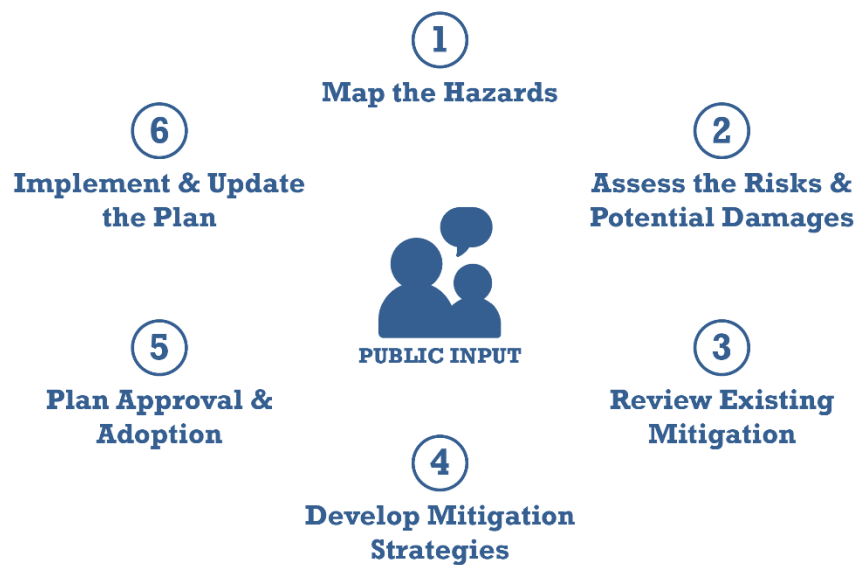 1
Map the Hazards
2
Assess the Risks &
Potential Damages
3
Review Existing
Mitigation
4
Develop Mitigation
Strategies
5
Plan Approval &
Adoption
6
Implement & Update
the Plan
PUBLIC INPUT